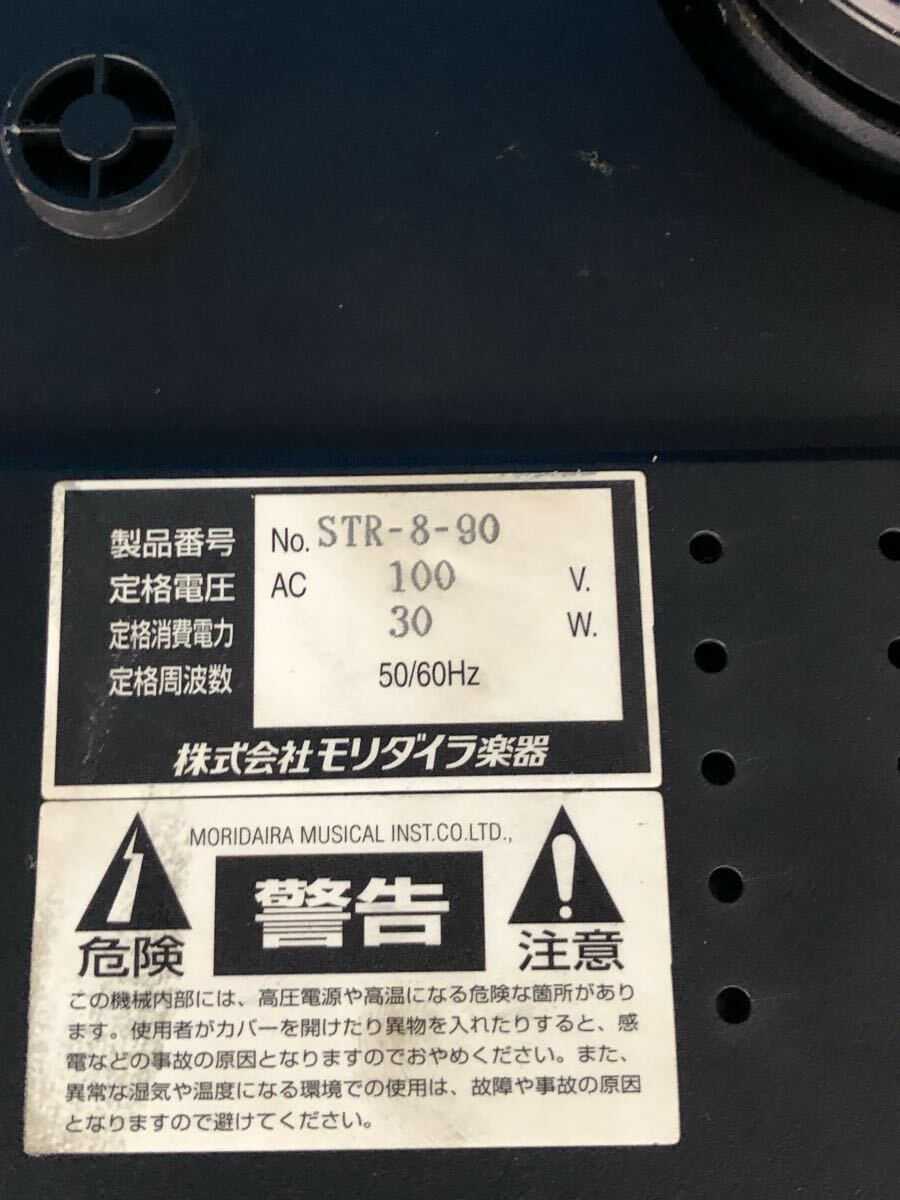 製品番号 No. STR-8-90
定格電圧 AC 100 V.
定格消費電力 30 W.
定格周波数 50/60Hz
株式会社モリダイラ楽器
MORIDAIRA MUSICAL INST.CO.LTD.,
危険 警告 注意
この機械内部には、高圧電源や高温になる危険な箇所があり
ます。使用者がカバーを開けたり異物を入れたりすると、感
電などの事故の原因となりますのでおやめください。また、
異常な湿気や温度になる環境での使用は、故障や事故の原因
となりますので避けてください。